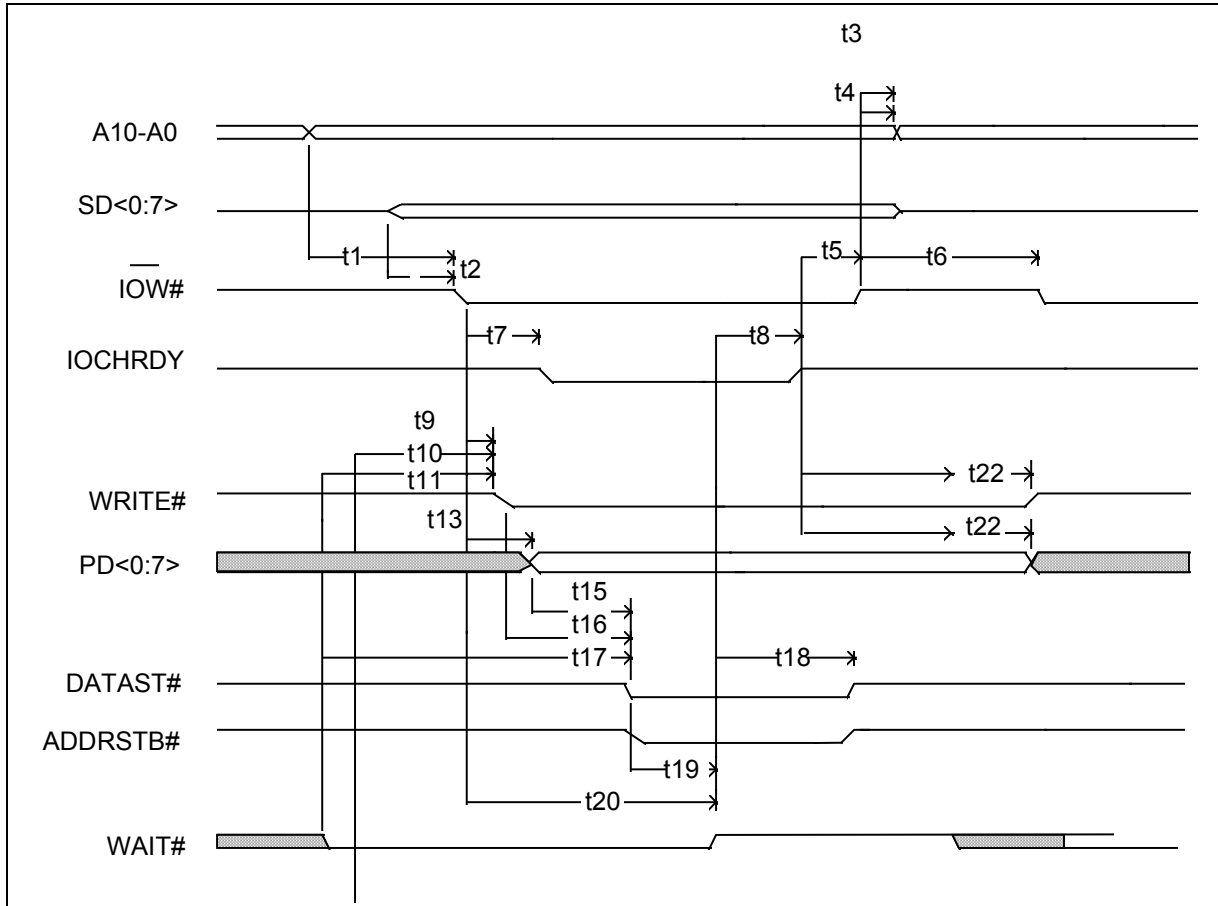 t3
t4
A10-A0
SD<0:7>
t5
t6
t1
t2
IOW#
t7
t8
IOCHRDY
t9
t10
t11
t22
WRITE#
t13
t22
PD<0:7>
t15
t16
t17
t18
DATAST#
ADDRSTB#
t19
t20
WAIT#